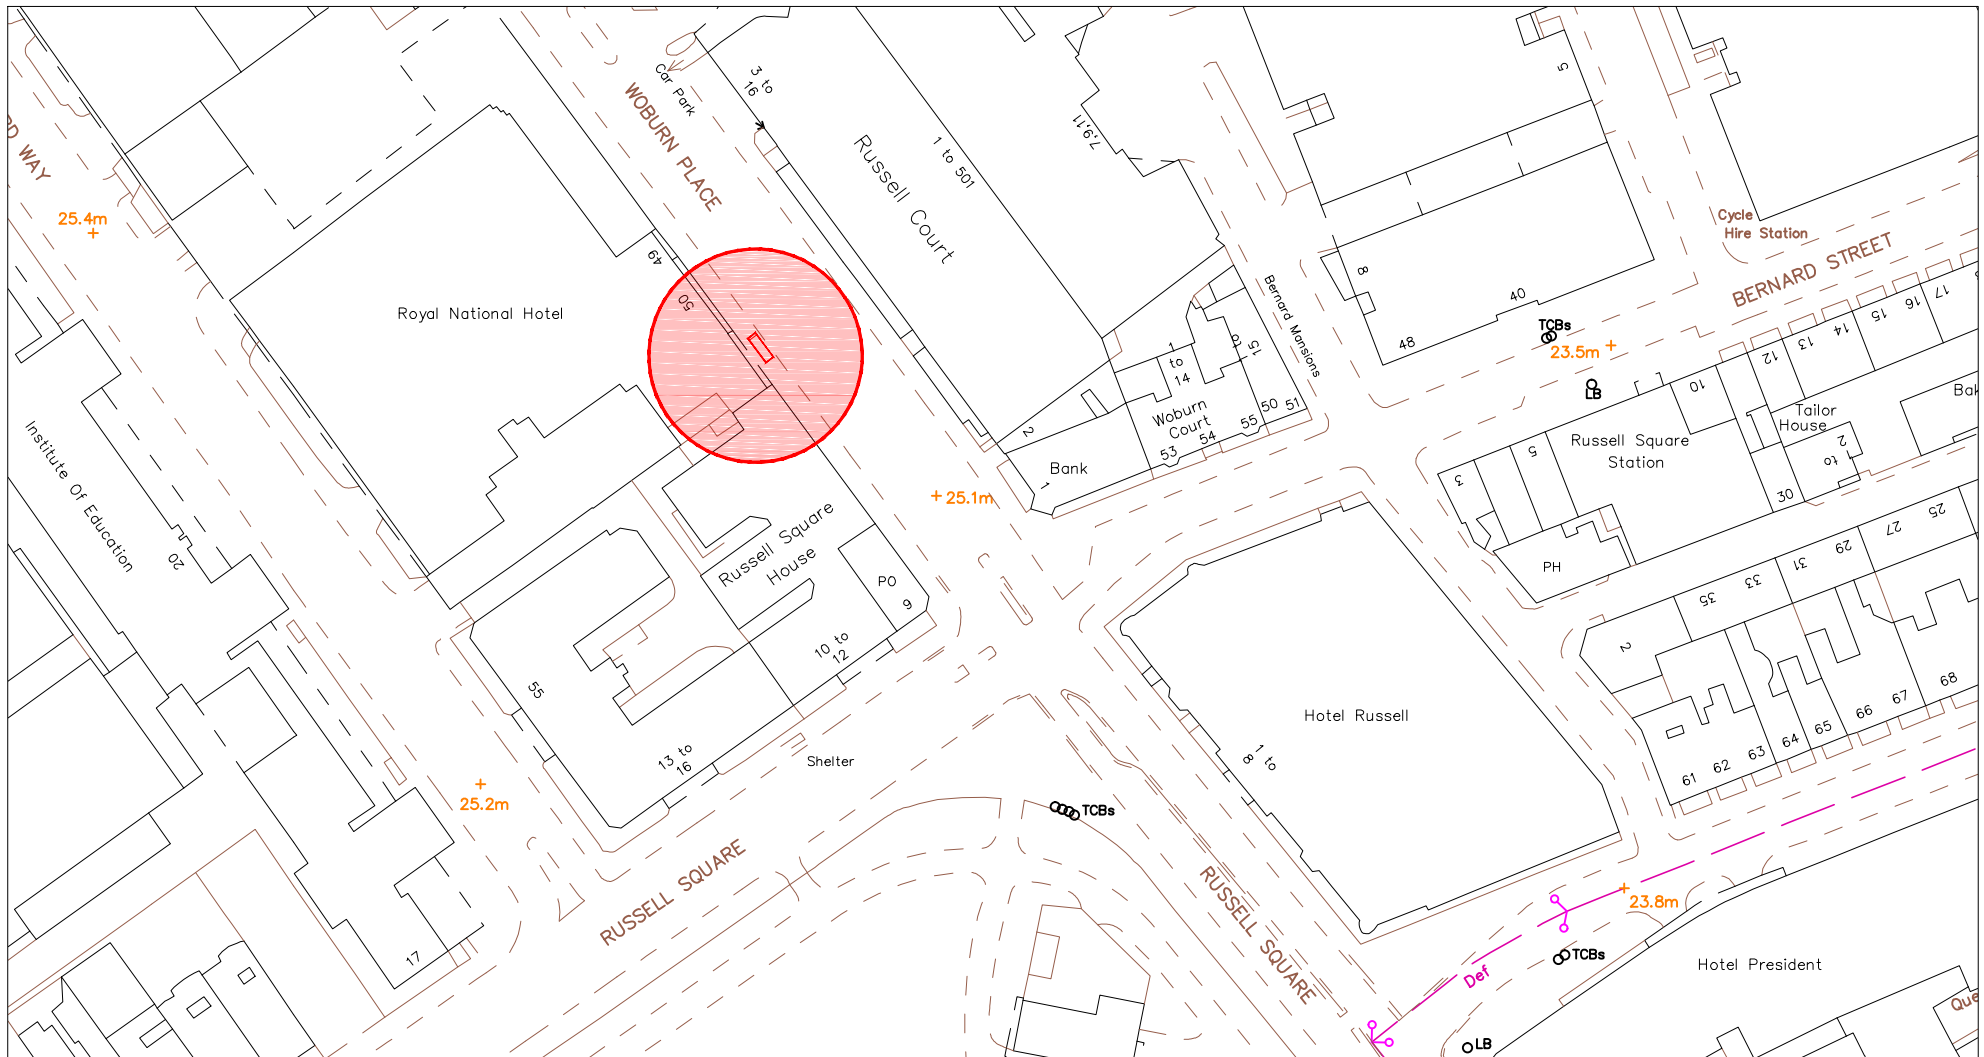 WAY
25.4m
WOBURN PLACE
Car Park
3 to
16
Russell Court
1 to 501
7,9,11
5
Cycle
Hire Station
BERNARD STREET
49
50
Royal National Hotel
Bernard Mansions
8
40
48
TCBs
23.5m
LB
17
16
15
14
13
12
10
1
to
14
15
to
Woburn
Court
50
51
55
54
53
2
Bank
1
25.1m
Tailor
House
2
to
30
Russell Square
Station
3
5
PH
Institute Of Education
20
Russell Square
House
PO
9
10 to
12
55
13 to
16
Shelter
25
27
29
31
33
35
2
61
62
63
64
65
66
67
68
Hotel Russell
1 to
8
25.2m
TCBs
RUSSELL SQUARE
RUSSELL SQUARE
17
23.8m
TCBs
Def
Hotel President
LB